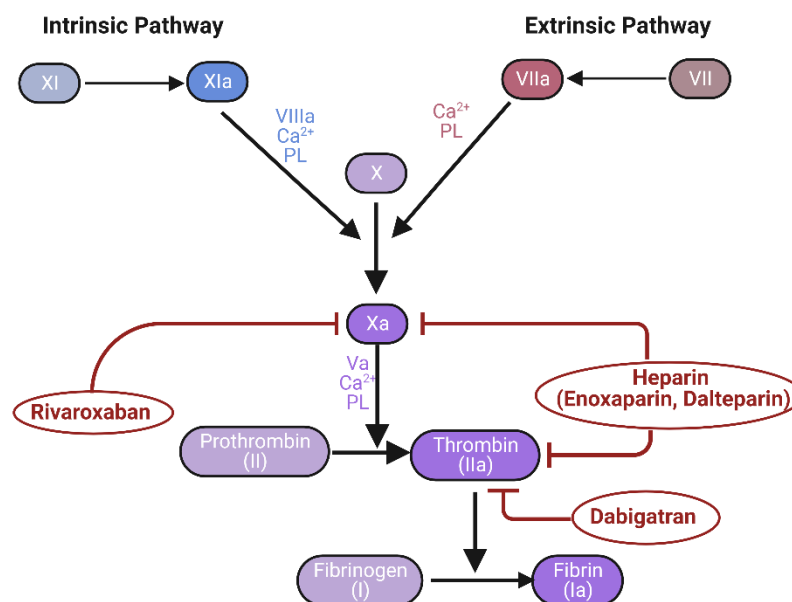 Intrinsic Pathway
Extrinsic Pathway
XI
XIa
VIIa
VII
VIIIa
Ca²⁺
PL
Ca²⁺
PL
X
Xa
Va
Ca²⁺
PL
Rivaroxaban
Heparin
(Enoxaparin, Dalteparin)
Prothrombin
(II)
Thrombin
(IIa)
Dabigatran
Fibrinogen
(I)
Fibrin
(Ia)